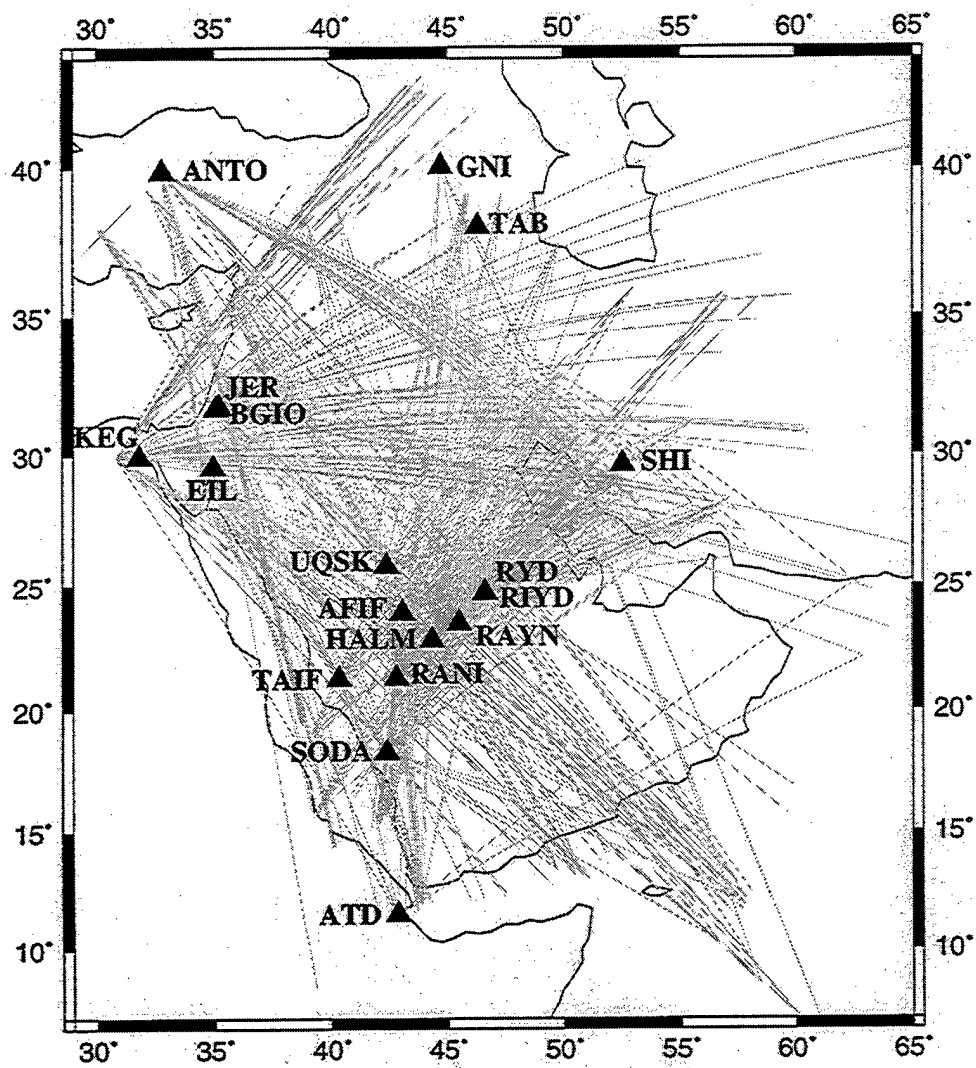 30° 35° 40° 45° 50° 55° 60° 65°
40° ANTO GNI 40°
TAB
35° 35°
JER
BGIO
KEG
30° SHI 30°
EIL
UQSK RYD
25° RIYD 25°
AFIF
HALM RAYN
TAIF RANI
20° 20°
SODA
15° 15°
ATD
10° 10°
30° 35° 40° 45° 50° 55° 60° 65°